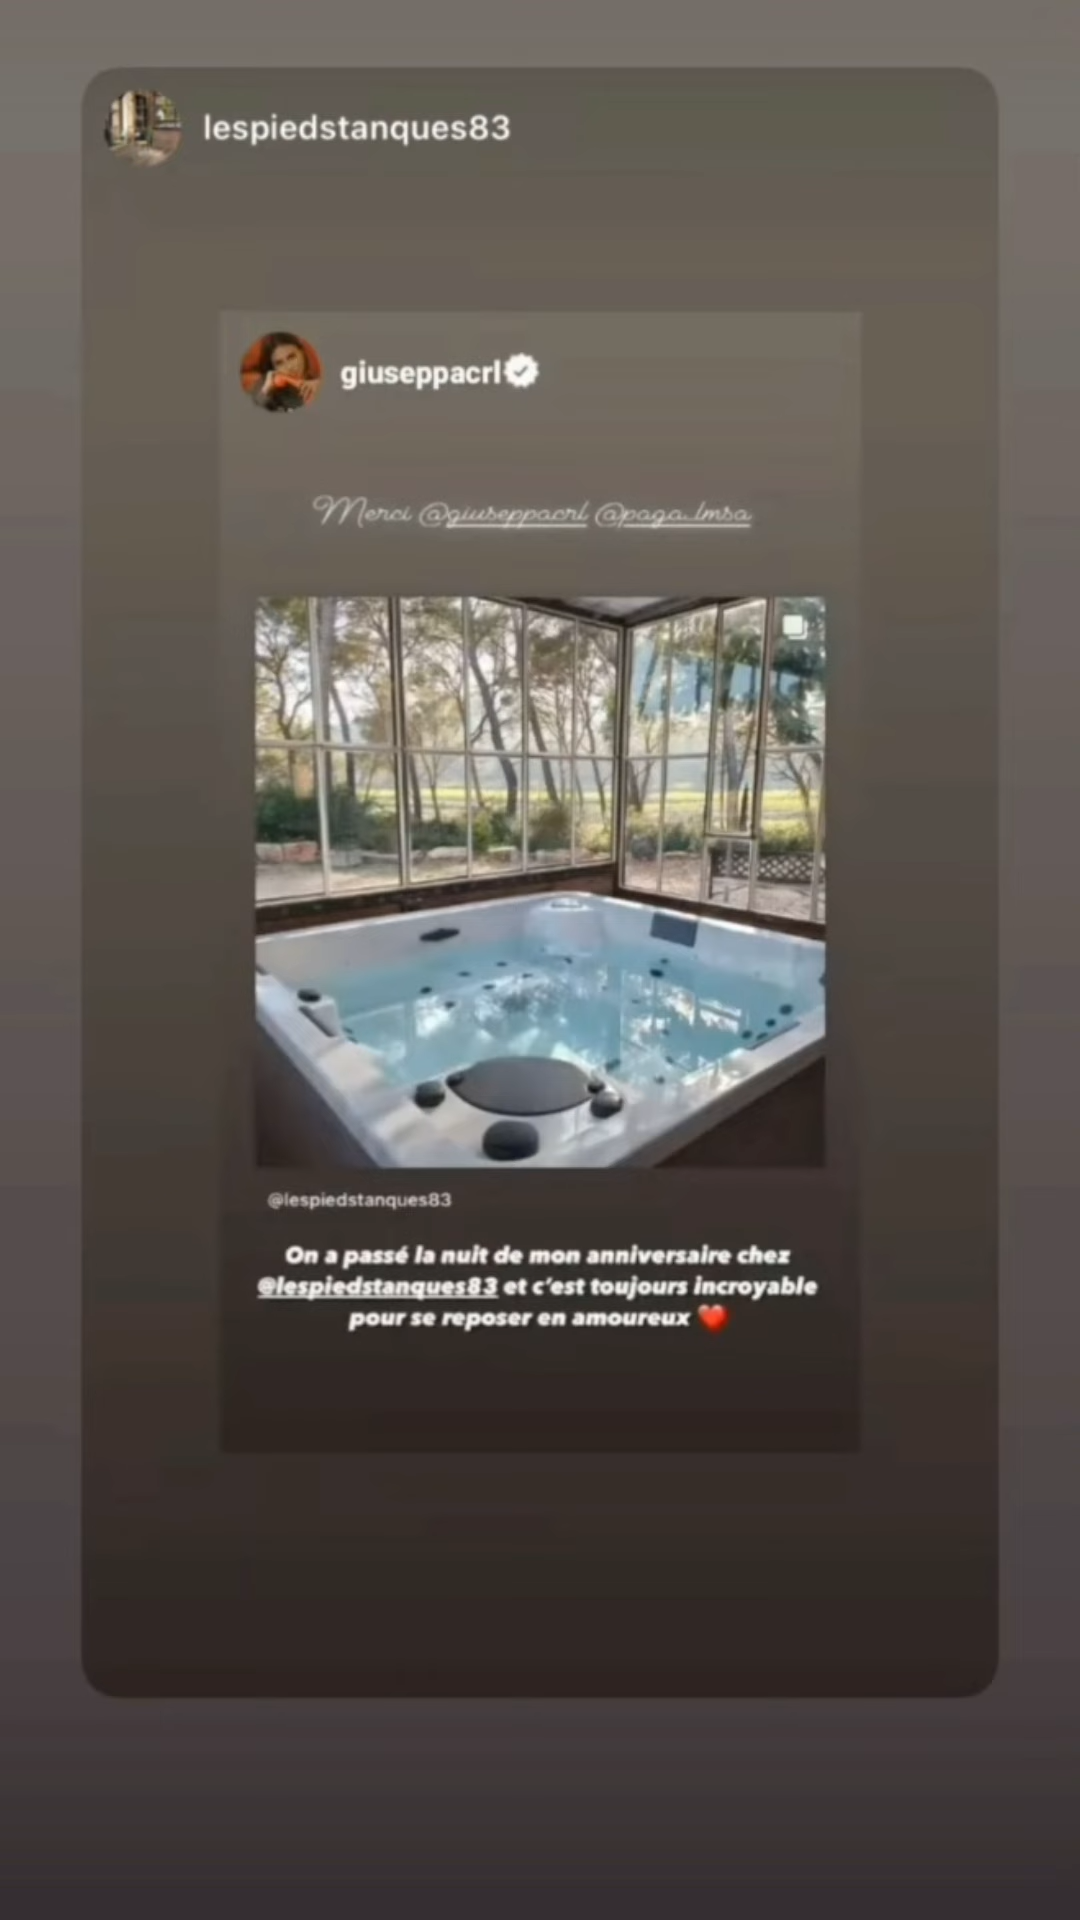 lespiedstanques83
giuseppacrl
Merci @giuseppacrl @paga_lmsa
@lespiedstanques83
On a passé la nuit de mon anniversaire chez
@lespiedstanques83 et c'est toujours incroyable
pour se reposer en amoureux ❤️